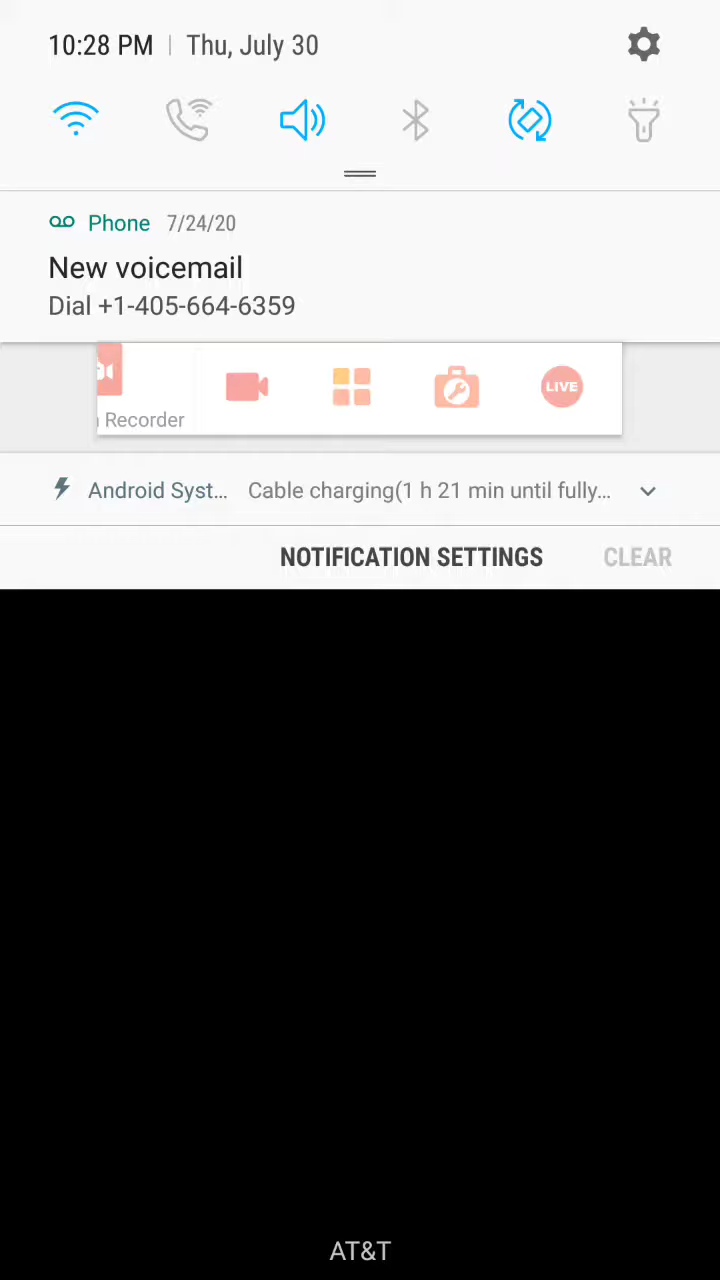 10:28 PM | Thu, July 30
Phone 7/24/20
New voicemail
Dial +1-405-664-6359
Recorder
LIVE
Android Syst... Cable charging(1 h 21 min until fully...
NOTIFICATION SETTINGS CLEAR
AT&T